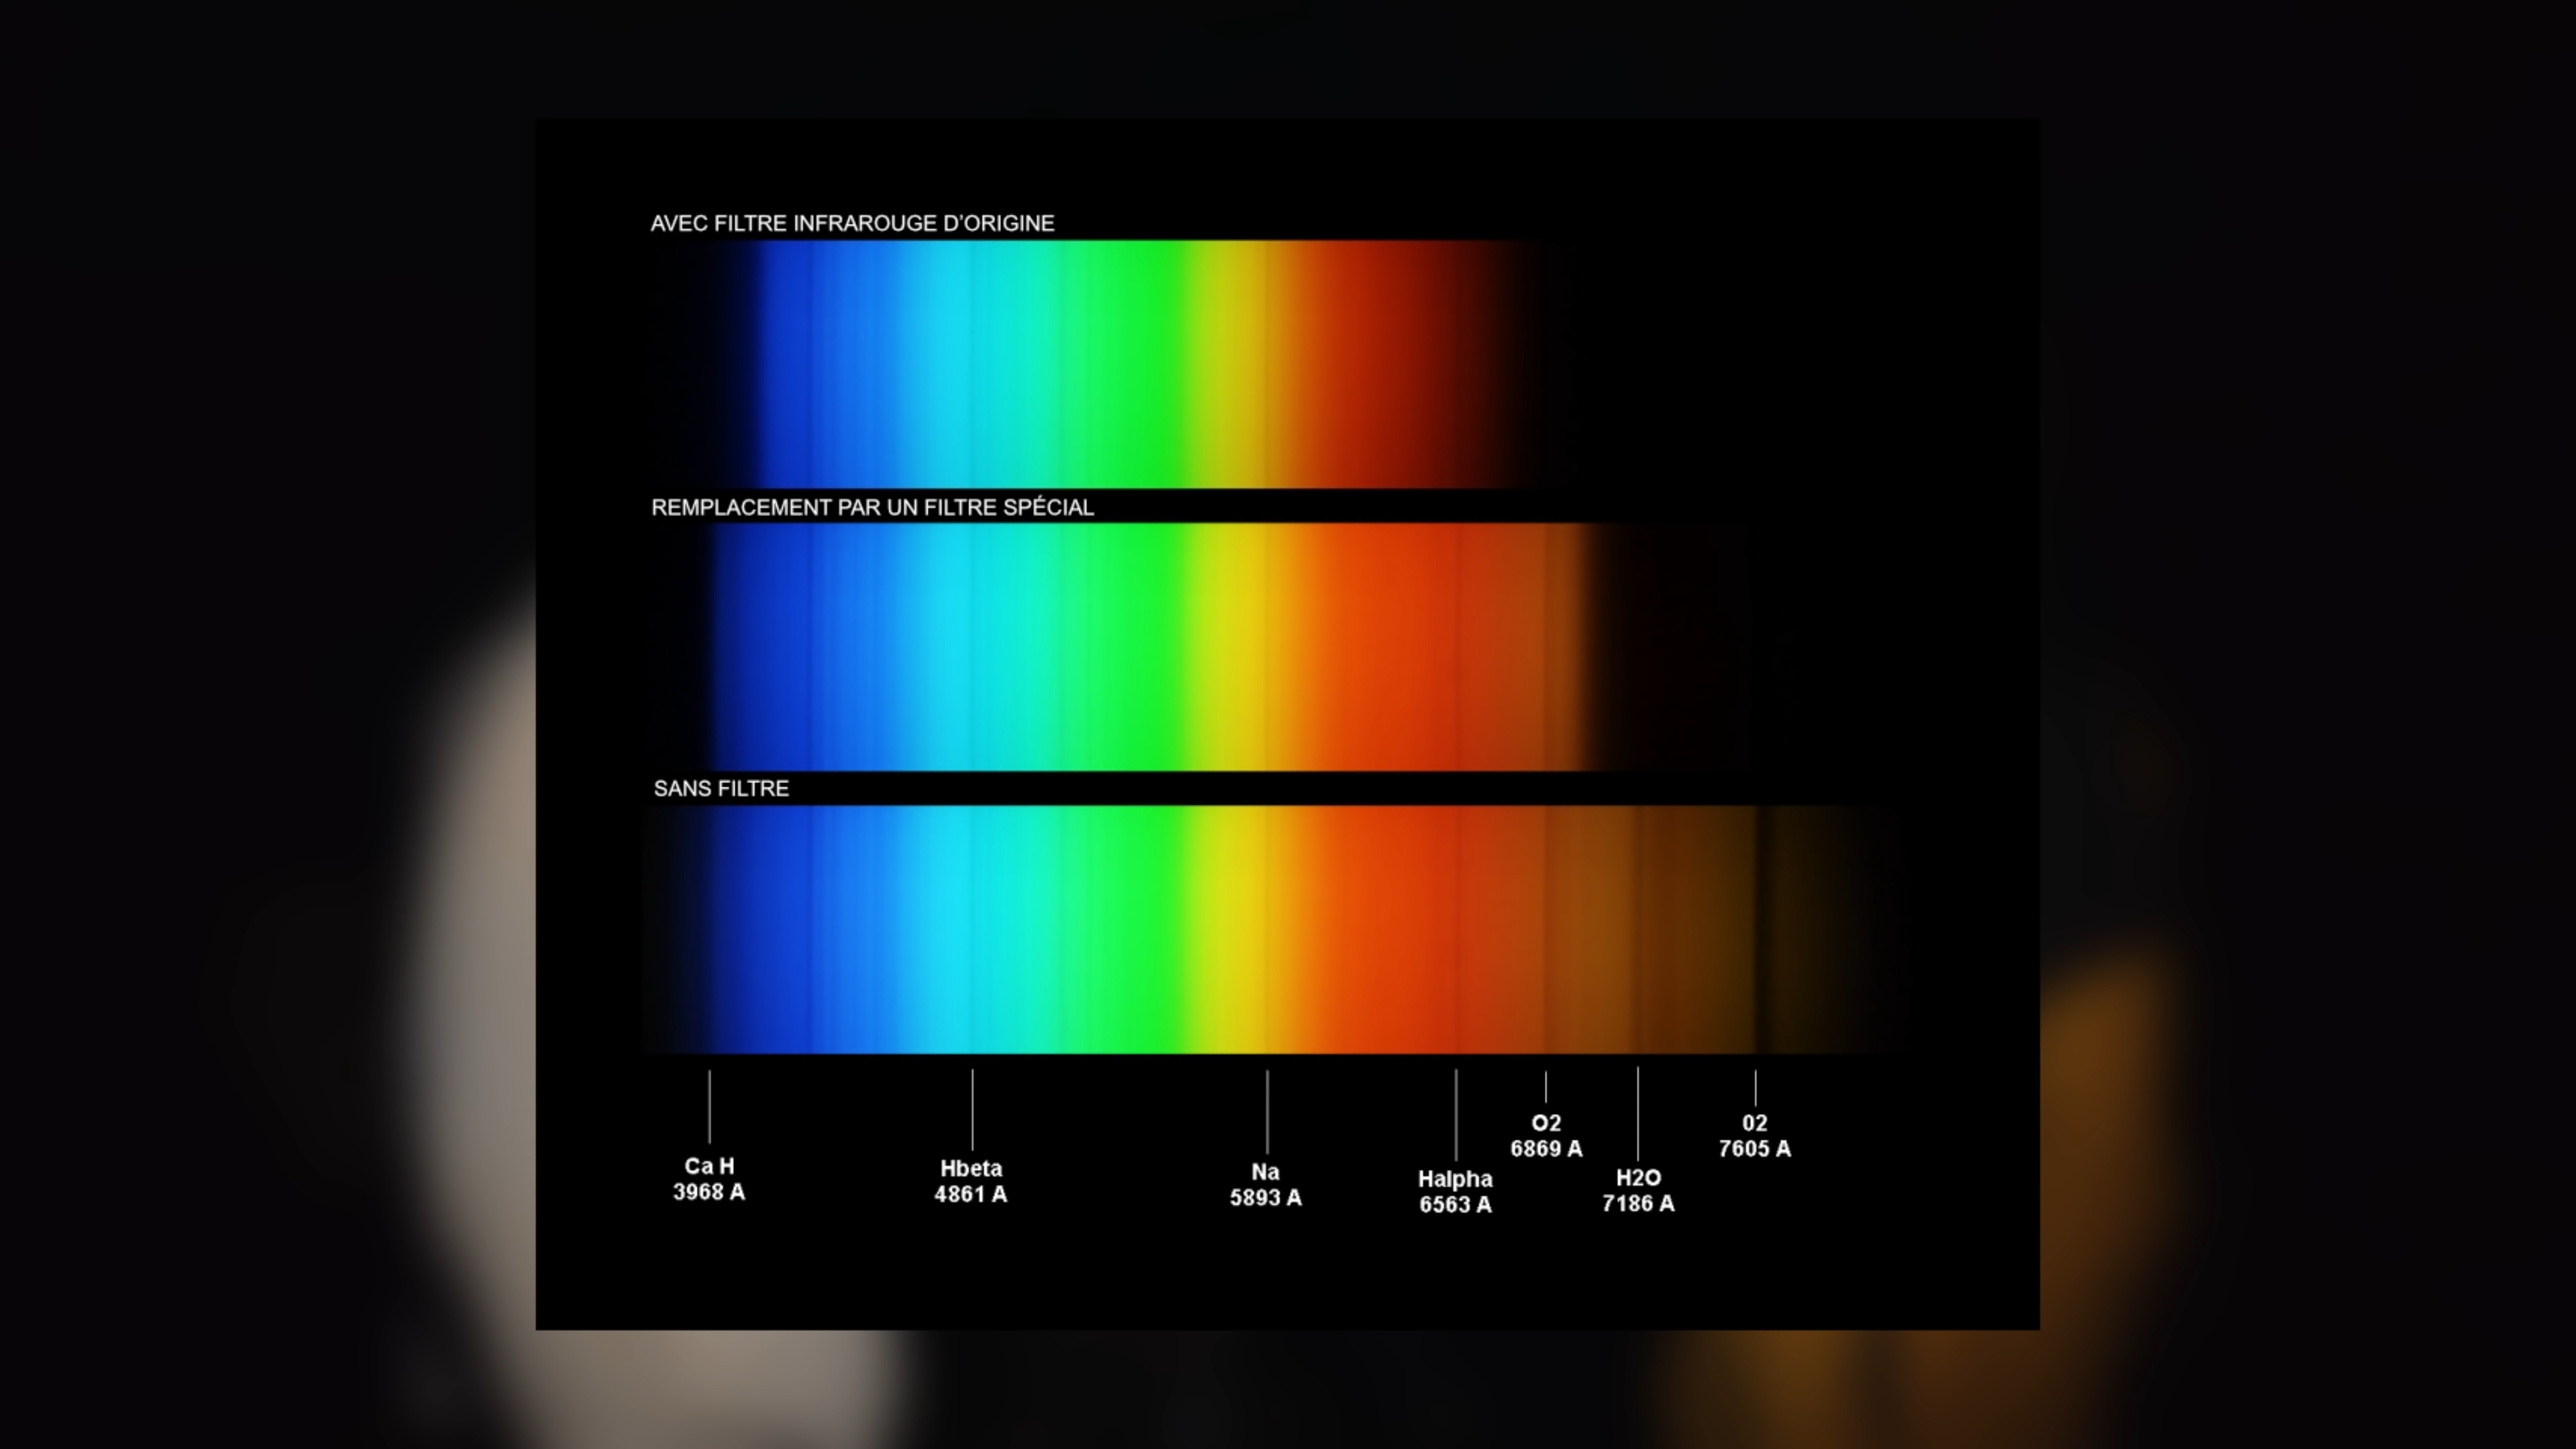 AVEC FILTRE INFRAROUGE D'ORIGINE
REMPLACEMENT PAR UN FILTRE SPÉCIAL
SANS FILTRE
Ca H
3968 A
Hbeta
4861 A
Na
5893 A
Halpha
6563 A
O2
6869 A
H2O
7186 A
02
7605 A